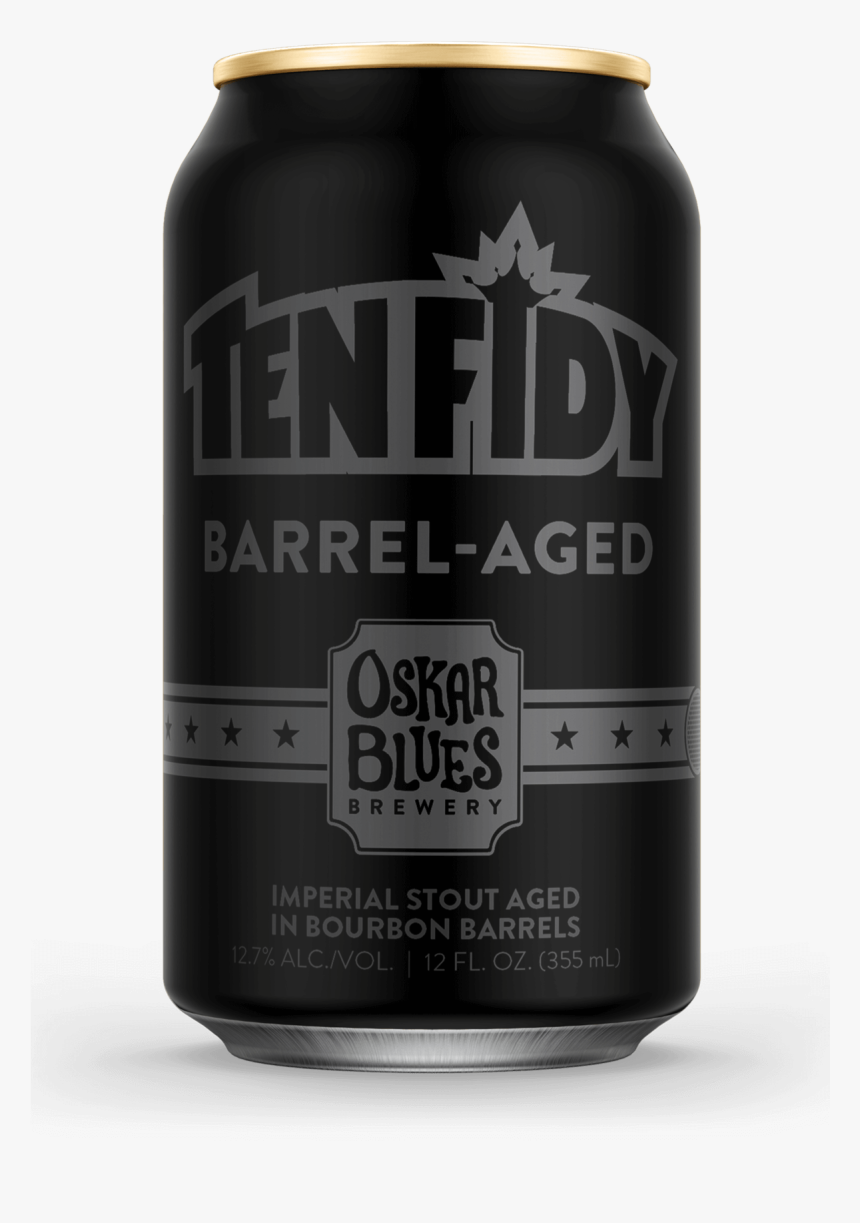 TEN FIDY
BARREL-AGED
OSKAR
BLUES
BREWERY
IMPERIAL STOUT AGED
IN BOURBON BARRELS
12.7% ALC./VOL. | 12 FL. OZ. (355 mL)